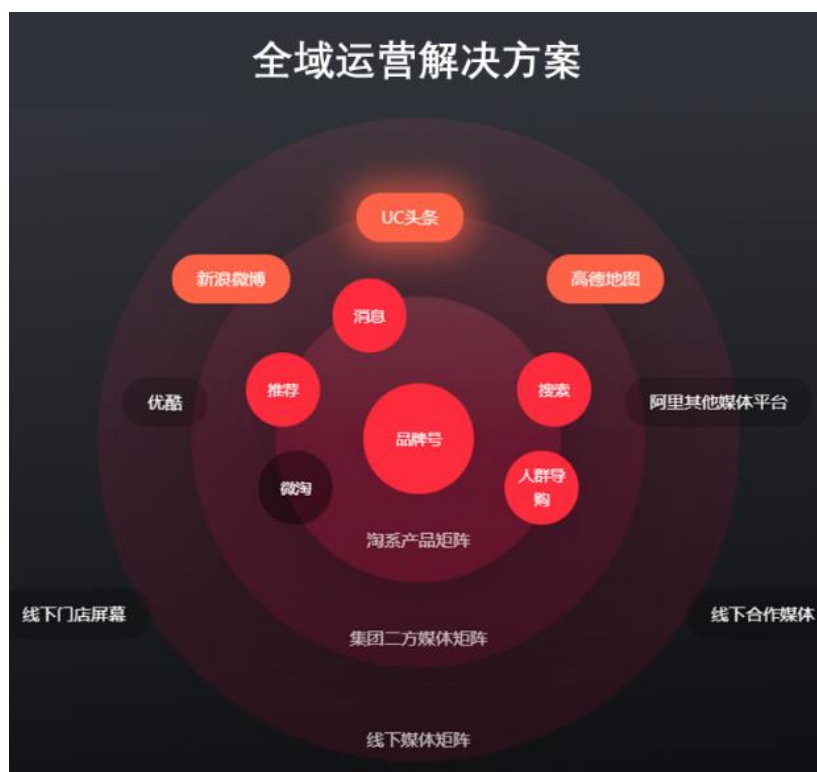 全域运营解决方案
UC头条
新浪微博
高德地图
消息
推荐
搜索
优酷
阿里其他媒体平台
品牌号
微淘
人群导
购
淘系产品矩阵
线下门店屏幕
线下合作媒体
集团二方媒体矩阵
线下媒体矩阵